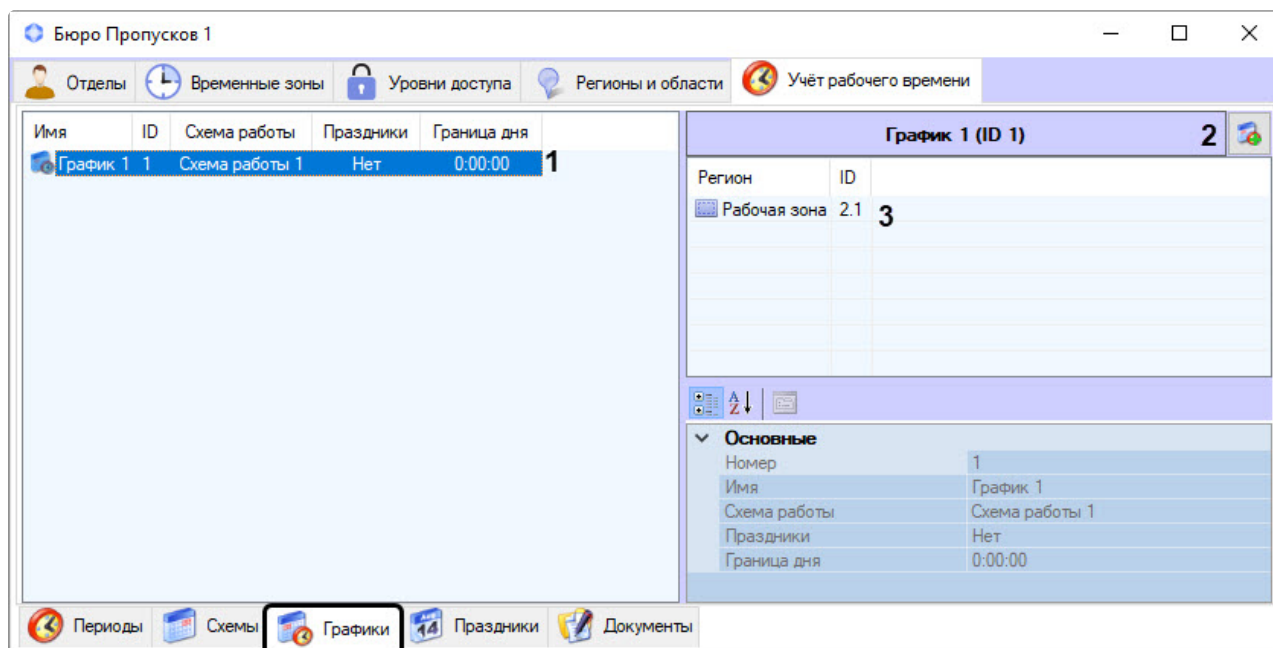 Бюро Пропусков 1
Отделы Временные зоны Уровни доступа Регионы и области Учёт рабочего времени
Имя ID Схема работы Праздники Граница дня
График 1 1 Схема работы 1 Нет 0:00:00 1
График 1 (ID 1) 2
Регион ID
Рабочая зона 2.1 3
Основные
Номер 1
Имя График 1
Схема работы Схема работы 1
Праздники Нет
Граница дня 0:00:00
Периоды Схемы Графики 14 Праздники Документы